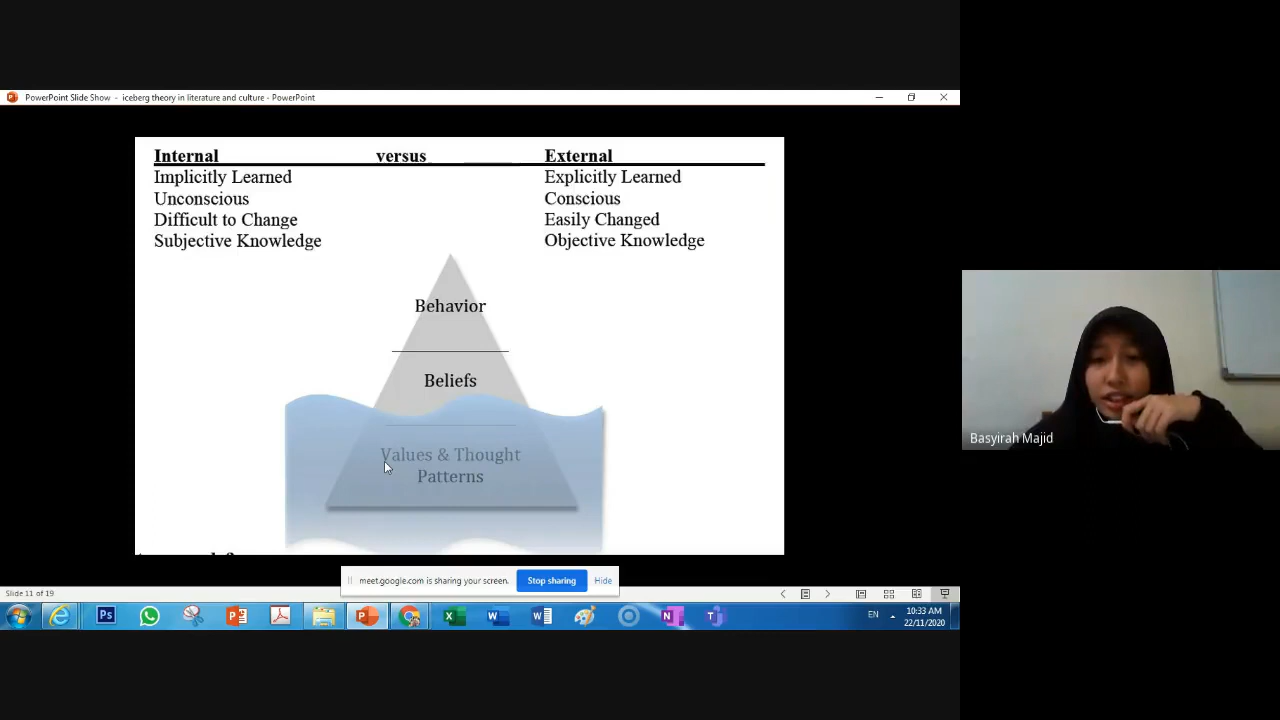 PowerPoint Slide Show - iceberg theory in literature and culture - PowerPoint
Internal versus External
Implicitly Learned Explicitly Learned
Unconscious Conscious
Difficult to Change Easily Changed
Subjective Knowledge Objective Knowledge
Behavior
Beliefs
Values & Thought
Patterns
Basyirah Majid
meet.google.com is sharing your screen. Stop sharing Hide
Slide 11 of 19
Ps
EN
10:33 AM
22/11/2020